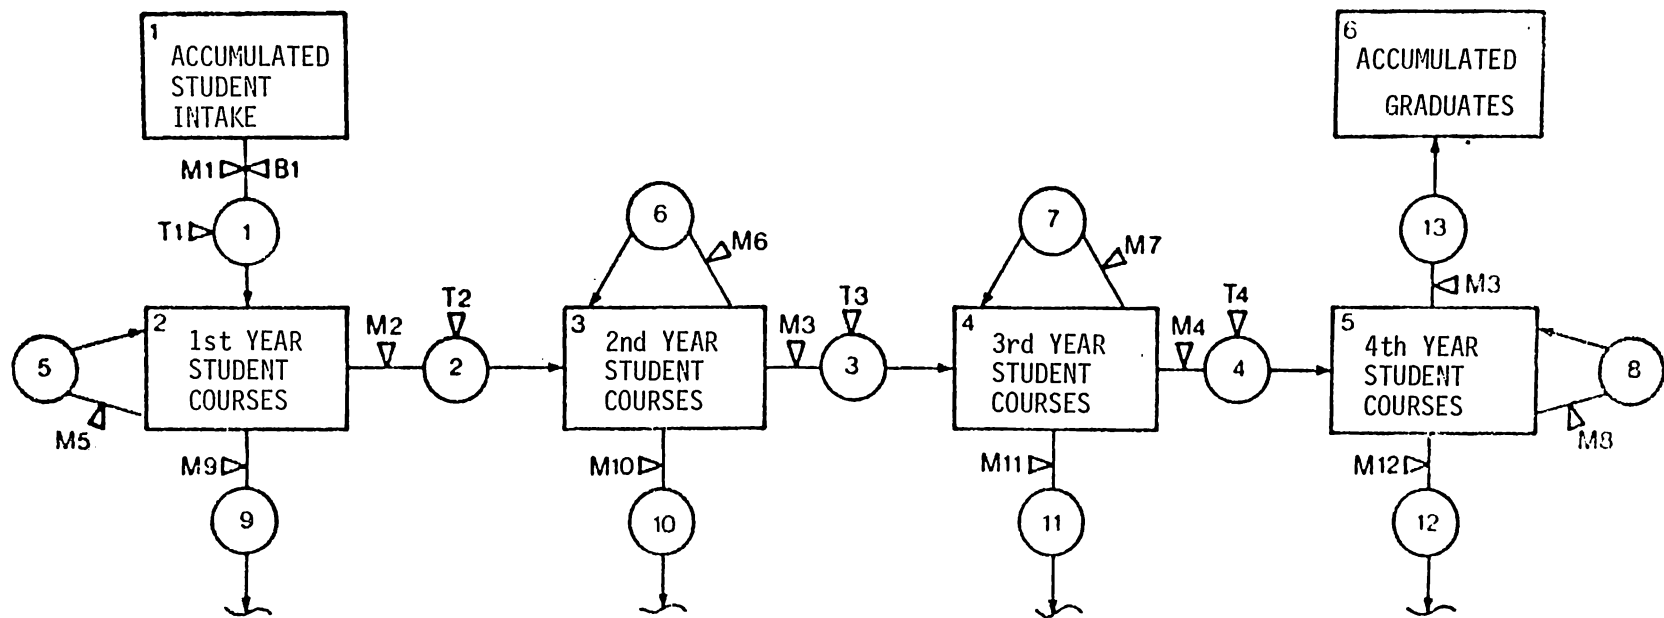 1
ACCUMULATED
STUDENT
INTAKE
6
ACCUMULATED
GRADUATES
M1
B1
T1
1
6
M6
7
M7
13
M3
2
1st YEAR
STUDENT
COURSES
M2
T2
2
3
2nd YEAR
STUDENT
COURSES
M3
T3
3
4
3rd YEAR
STUDENT
COURSES
M4
T4
4
5
4th YEAR
STUDENT
COURSES
5
M5
8
M8
M9
9
M10
10
M11
11
M12
12